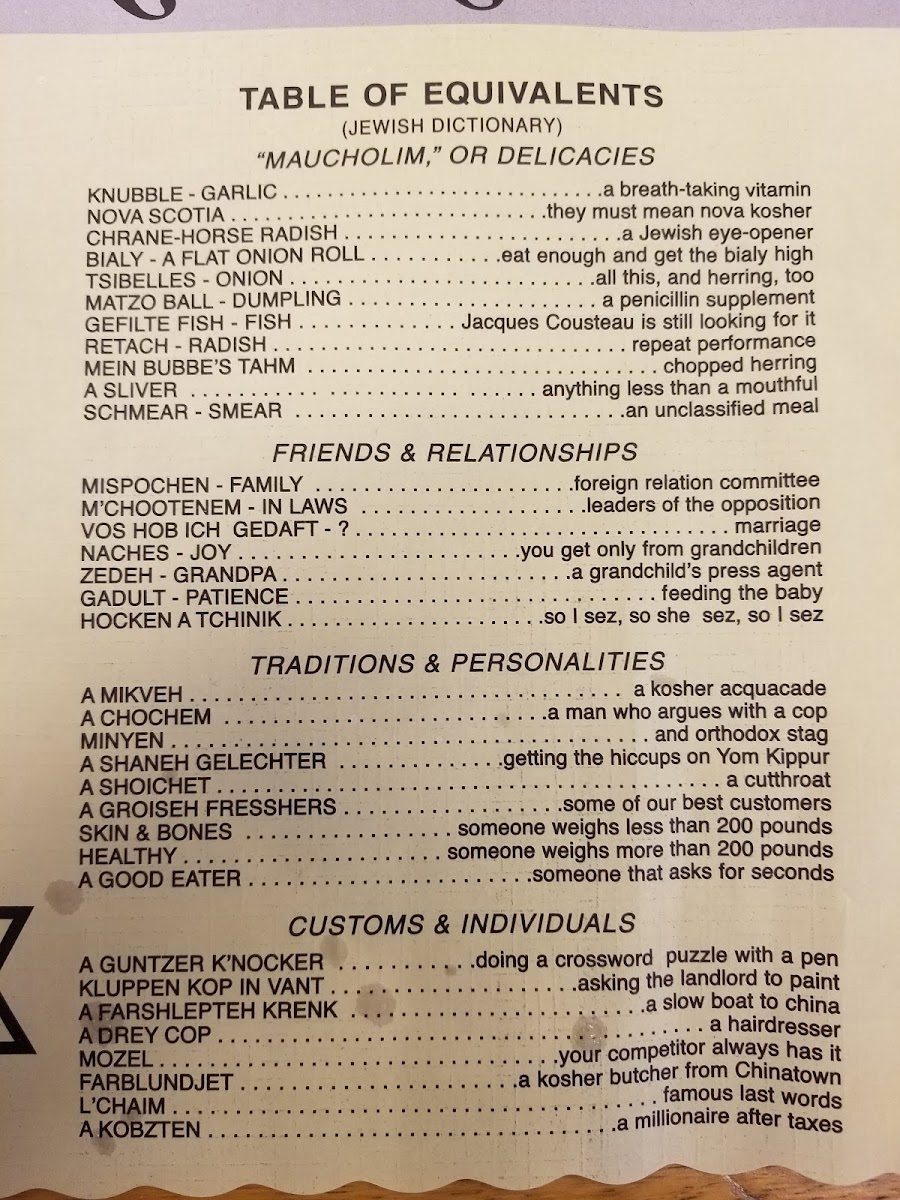 TABLE OF EQUIVALENTS
(JEWISH DICTIONARY)
"MAUCHOLIM," OR DELICACIES
KNUBBLE - GARLIC . . . . . . . . . . . . . . . . . . . . . . . . . . . . . . .a breath-taking vitamin
NOVA SCOTIA . . . . . . . . . . . . . . . . . . . . . . . . . . . . . .they must mean nova kosher
CHRANE-HORSE RADISH . . . . . . . . . . . . . . . . . . . . . . . . . .a Jewish eye-opener
BIALY - A FLAT ONION ROLL . . . . . . . . . . .eat enough and get the bialy high
TSIBELLES - ONION . . . . . . . . . . . . . . . . . . . . . . . . . . . . .all this, and herring, too
MATZO BALL - DUMPLING . . . . . . . . . . . . . . . . . . . . . . . . a penicillin supplement
GEFILTE FISH - FISH . . . . . . . . . . . . . . Jacques Cousteau is still looking for it
RETACH - RADISH . . . . . . . . . . . . . . . . . . . . . . . . . . . . . . . . . . repeat performance
MEIN BUBBE'S TAHM . . . . . . . . . . . . . . . . . . . . . . . . . . . . . . . . . chopped herring
A SLIVER . . . . . . . . . . . . . . . . . . . . . . . . . . . . . . . . anything less than a mouthful
SCHMEAR - SMEAR . . . . . . . . . . . . . . . . . . . . . . . . . . . . . . .an unclassified meal
FRIENDS & RELATIONSHIPS
MISPOCHEN - FAMILY . . . . . . . . . . . . . . . . . . . . . . . .foreign relation committee
M'CHOOTENEM - IN LAWS . . . . . . . . . . . . . . . . . . . . .leaders of the opposition
VOS HOB ICH GEDAFT - ? . . . . . . . . . . . . . . . . . . . . . . . . . . . . . . . . . . . marriage
NACHES - JOY . . . . . . . . . . . . . . . . . . . . . . . . . . .you get only from grandchildren
ZEDEH - GRANDPA . . . . . . . . . . . . . . . . . . . . . . . . . . .a grandchild's press agent
GADULT - PATIENCE . . . . . . . . . . . . . . . . . . . . . . . . . . . . . . . . . . feeding the baby
HOCKEN A TCHINIK . . . . . . . . . . . . . . . . . . . . . . . .so I sez, so she sez, so I sez
TRADITIONS & PERSONALITIES
A MIKVEH . . . . . . . . . . . . . . . . . . . . . . . . . . . . . . . . . . . . . . . . a kosher acquacade
A CHOCHEM . . . . . . . . . . . . . . . . . . . . . . . . . . . . . .a man who argues with a cop
MINYEN . . . . . . . . . . . . . . . . . . . . . . . . . . . . . . . . . . . . . . . . . . . . and orthodox stag
A SHANEH GELECHTER . . . . . . . . . . . . . . .getting the hiccups on Yom Kippur
A SHOICHET . . . . . . . . . . . . . . . . . . . . . . . . . . . . . . . . . . . . . . . . . . . . . . . a cutthroat
A GROISEH FRESSHERS . . . . . . . . . . . . . . . . . . . .some of our best customers
SKIN & BONES . . . . . . . . . . . . . . . . . . . someone weighs less than 200 pounds
HEALTHY . . . . . . . . . . . . . . . . . . . . . . . . someone weighs more than 200 pounds
A GOOD EATER . . . . . . . . . . . . . . . . . . . . . . . . . . .someone that asks for seconds
CUSTOMS & INDIVIDUALS
A GUNTZER K'NOCKER . . . . . . . . . . .doing a crossword puzzle with a pen
KLUPPEN KOP IN VANT . . . . . . . . . . . . . . . . . . .asking the landlord to paint
A FARSHLEPTEH KRENK . . . . . . . . . . . . . . . . . . . . . . . . . . .a slow boat to china
A DREY COP . . . . . . . . . . . . . . . . . . . . . . . . . . . . . . . . . . . . . . . . . . . . . . a hairdresser
MOZEL . . . . . . . . . . . . . . . . . . . . . . . . . . . . . . . . . . . . . .your competitor always has it
FARBLUNDJET . . . . . . . . . . . . . . . . . . . . . . . . . .a kosher butcher from Chinatown
L'CHAIM . . . . . . . . . . . . . . . . . . . . . . . . . . . . . . . . . . . . . . . . . . . . . famous last words
A KOBZTEN . . . . . . . . . . . . . . . . . . . . . . . . . . . . . . . . . . . . . .a millionaire after taxes